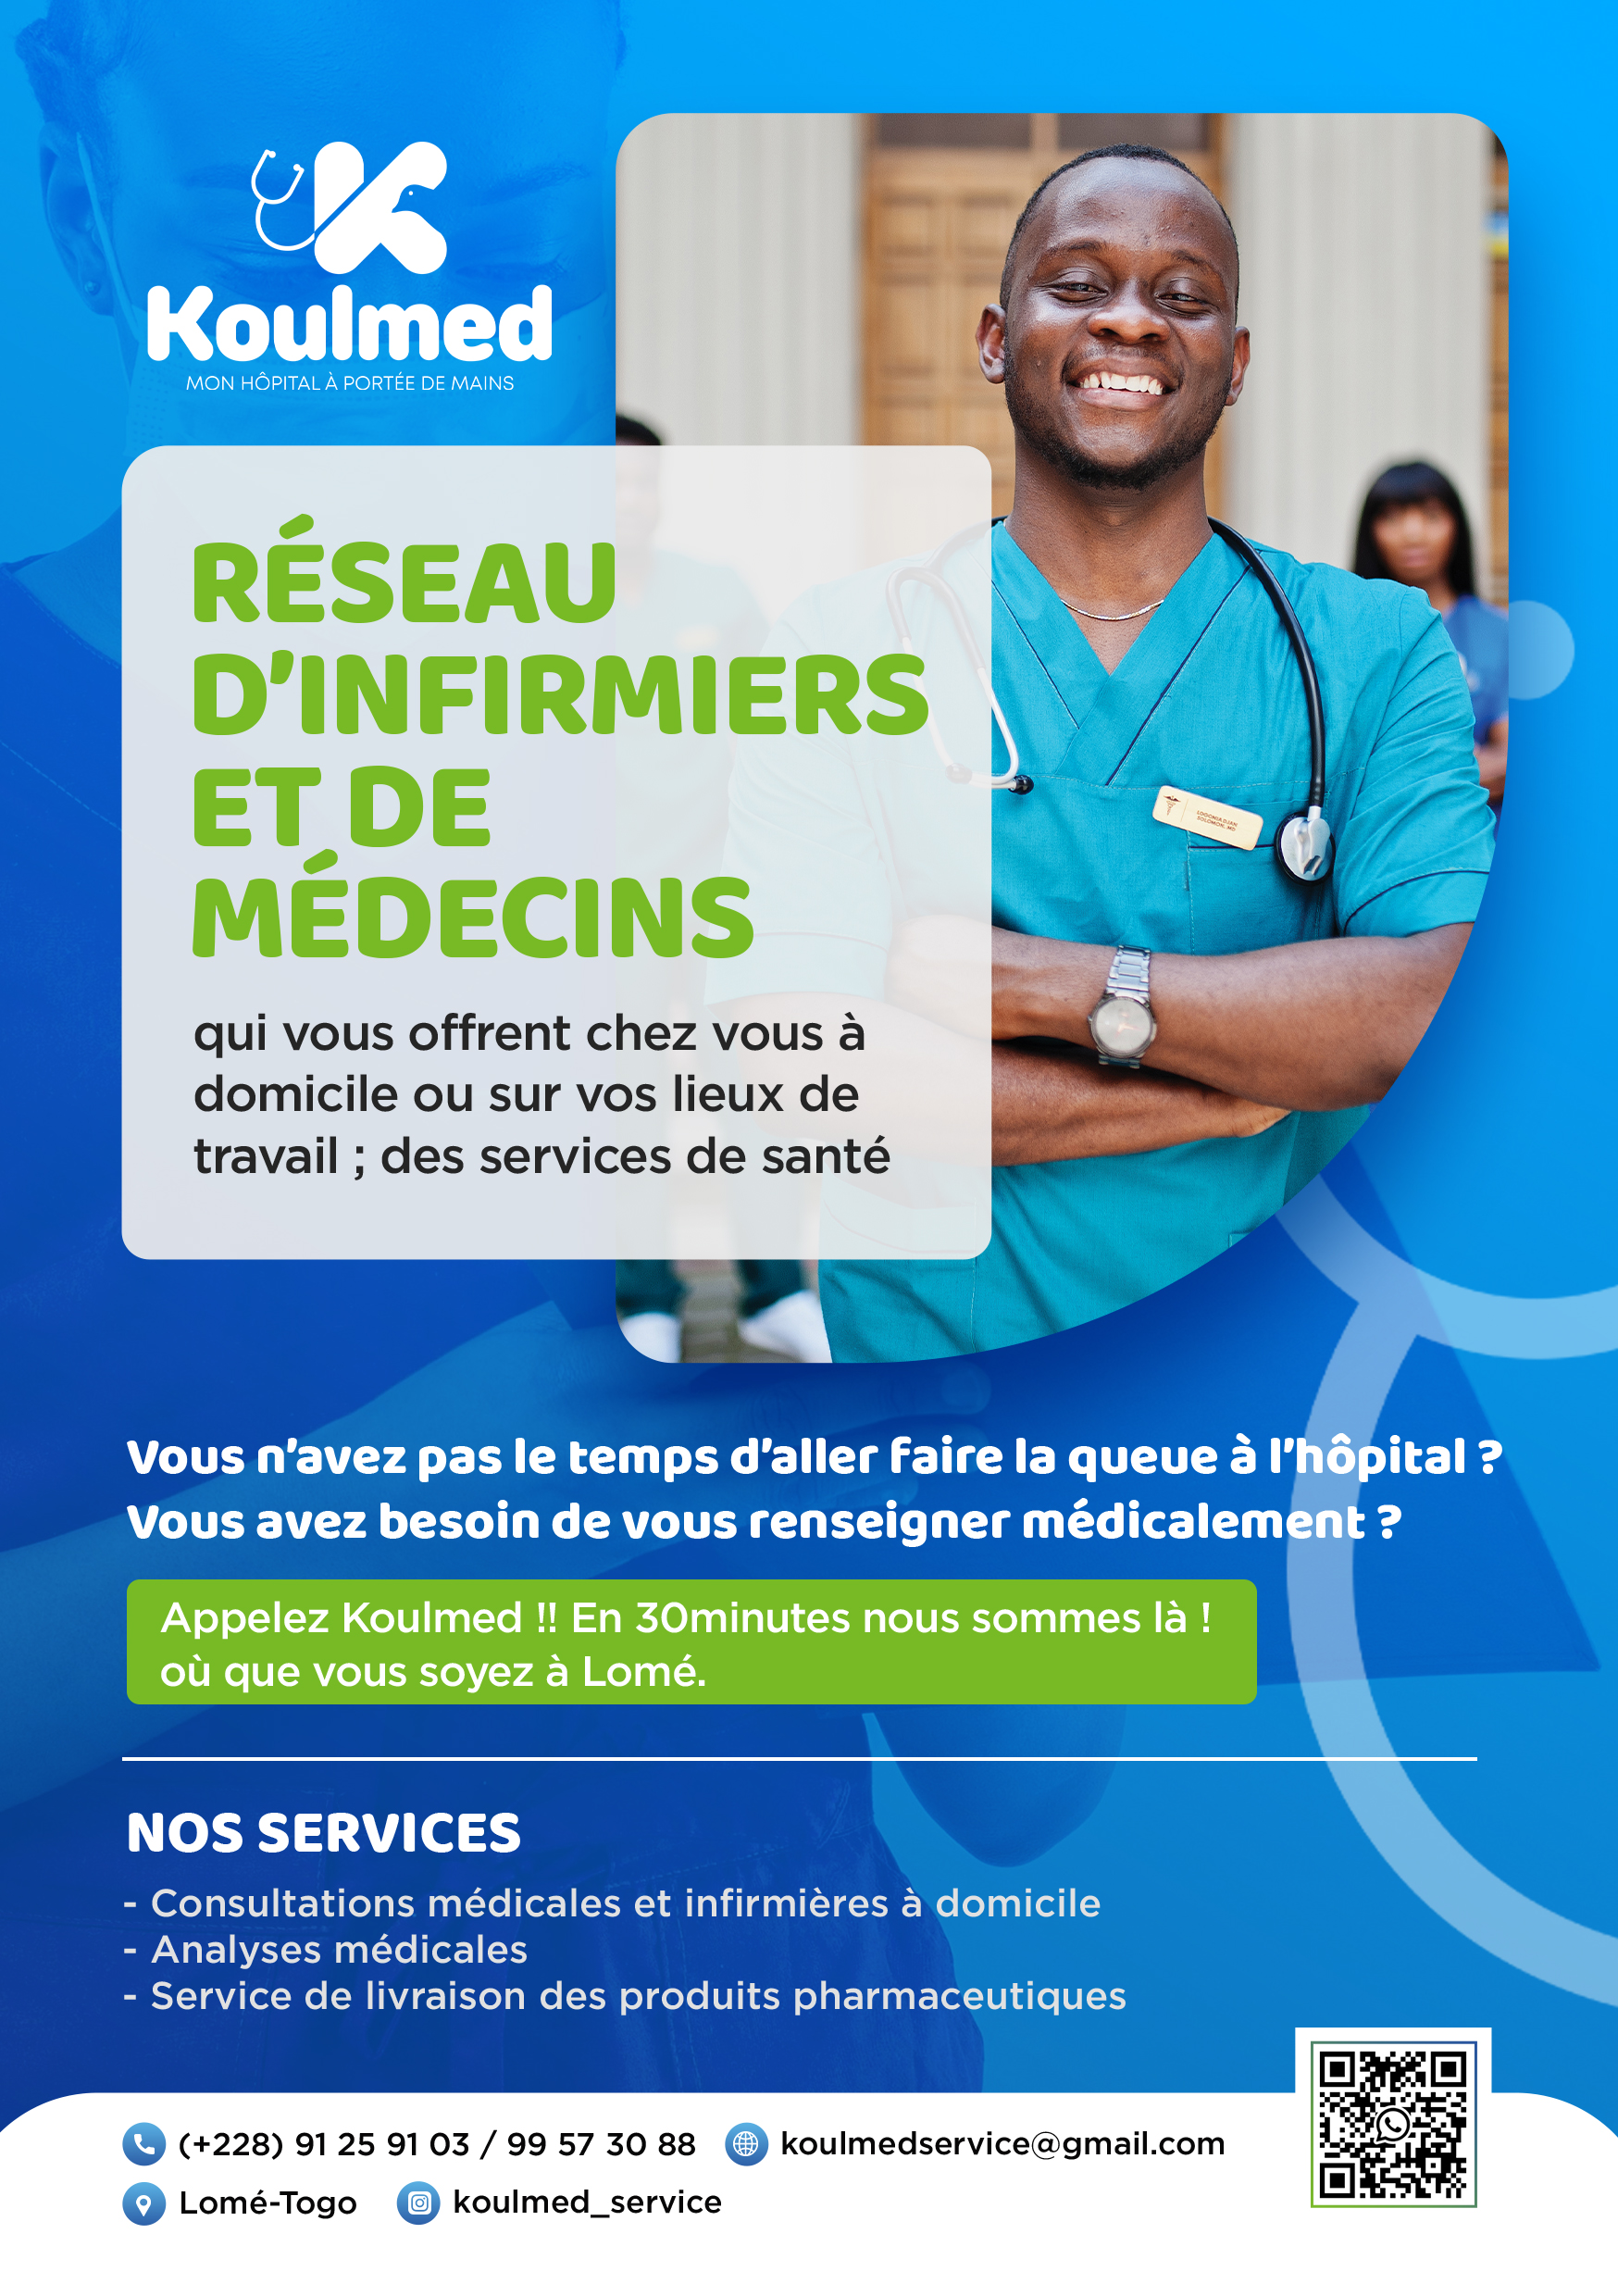 Koulmed
MON HÔPITAL À PORTÉE DE MAINS
RÉSEAU
D'INFIRMIERS
ET DE
MÉDECINS
qui vous offrent chez vous à
domicile ou sur vos lieux de
travail ; des services de santé
Vous n'avez pas le temps d'aller faire la queue à l'hôpital ?
Vous avez besoin de vous renseigner médicalement ?
Appelez Koulmed !! En 30minutes nous sommes là !
où que vous soyez à Lomé.
NOS SERVICES
- Consultations médicales et infirmières à domicile
- Analyses médicales
- Service de livraison des produits pharmaceutiques
(+228) 91 25 91 03 / 99 57 30 88 koulmedservice@gmail.com
Lomé-Togo koulmed_service